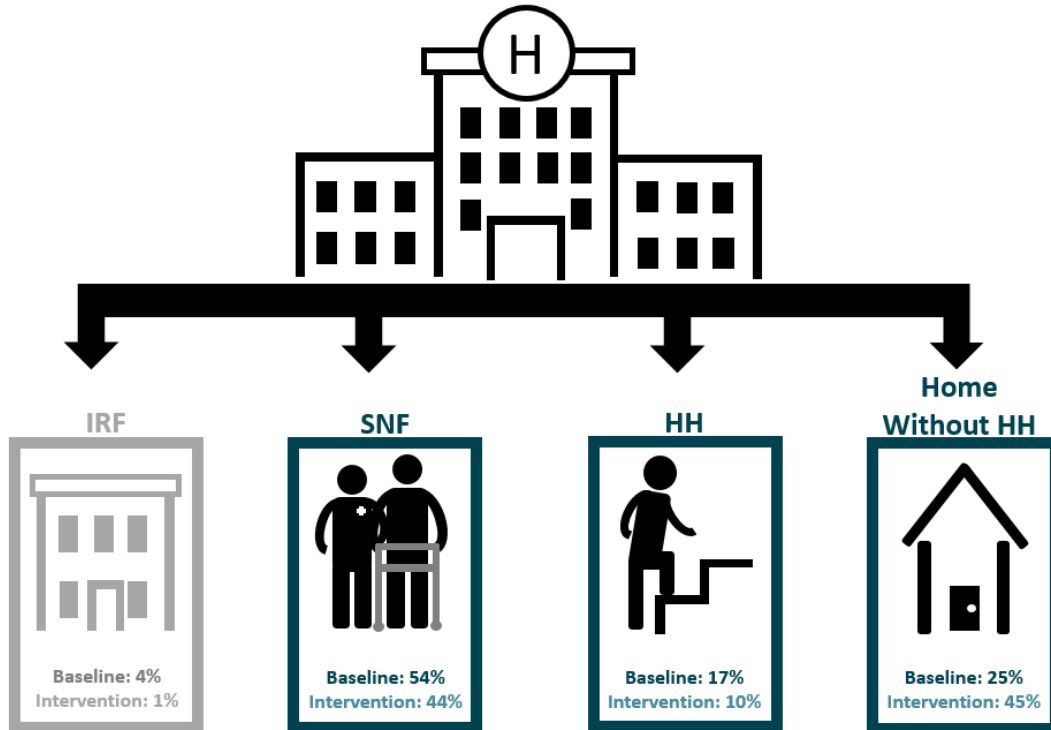 H
IRF
Baseline: 4%
Intervention: 1%
SNF
Baseline: 54%
Intervention: 44%
HH
Baseline: 17%
Intervention: 10%
Home
Without HH
Baseline: 25%
Intervention: 45%